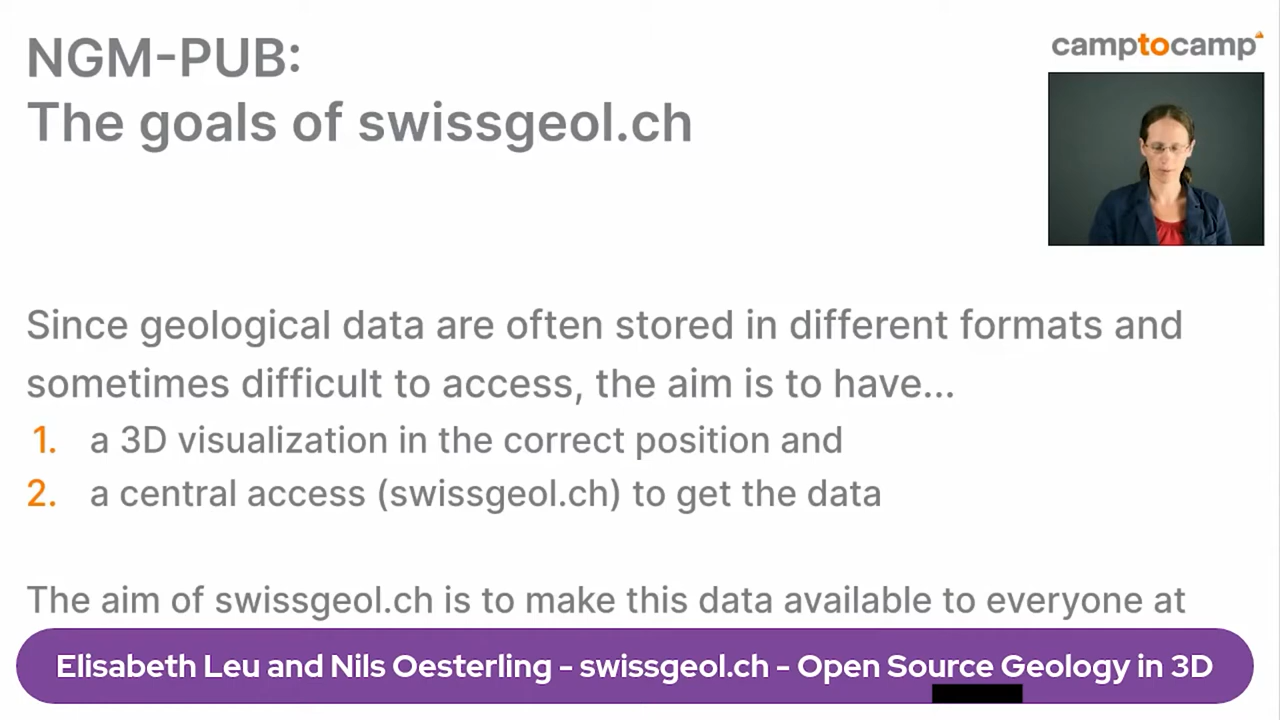 NGM-PUB:
The goals of swissgeol.ch
camptocamp
Since geological data are often stored in different formats and
sometimes difficult to access, the aim is to have...
1. a 3D visualization in the correct position and
2. a central access (swissgeol.ch) to get the data
The aim of swissgeol.ch is to make this data available to everyone at
Elisabeth Leu and Nils Oesterling - swissgeol.ch - Open Source Geology in 3D